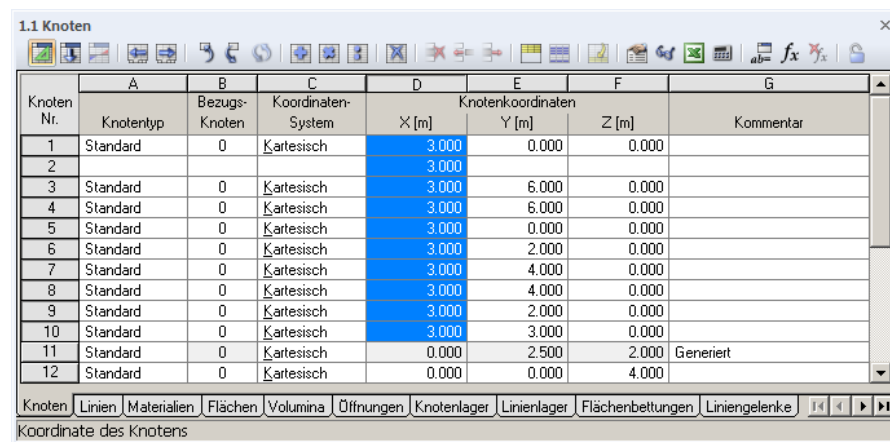 1.1 Knoten
A B C D E F G
Knoten Bezugs- Koordinaten- Knotenkoordinaten
Nr. Knotentyp Knoten System X [m] Y [m] Z [m] Kommentar
1 Standard 0 Kartesisch 3.000 0.000 0.000
2 3.000
3 Standard 0 Kartesisch 3.000 6.000 0.000
4 Standard 0 Kartesisch 3.000 6.000 0.000
5 Standard 0 Kartesisch 3.000 0.000 0.000
6 Standard 0 Kartesisch 3.000 2.000 0.000
7 Standard 0 Kartesisch 3.000 4.000 0.000
8 Standard 0 Kartesisch 3.000 4.000 0.000
9 Standard 0 Kartesisch 3.000 2.000 0.000
10 Standard 0 Kartesisch 3.000 3.000 0.000
11 Standard 0 Kartesisch 0.000 2.500 2.000 Generiert
12 Standard 0 Kartesisch 0.000 0.000 4.000
Knoten Linien Materialien Flächen Volumina Öffnungen Knotenlager Linienlager Flächenbettungen Liniengelenke
Koordinate des Knotens